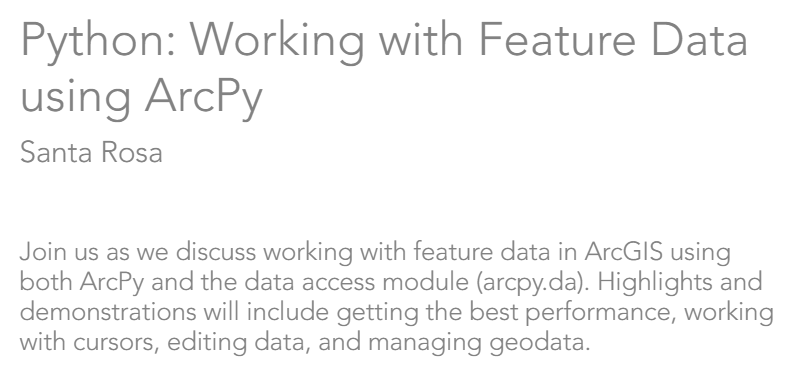 Python: Working with Feature Data
using ArcPy
Santa Rosa
Join us as we discuss working with feature data in ArcGIS using
both ArcPy and the data access module (arcpy.da). Highlights and
demonstrations will include getting the best performance, working
with cursors, editing data, and managing geodata.